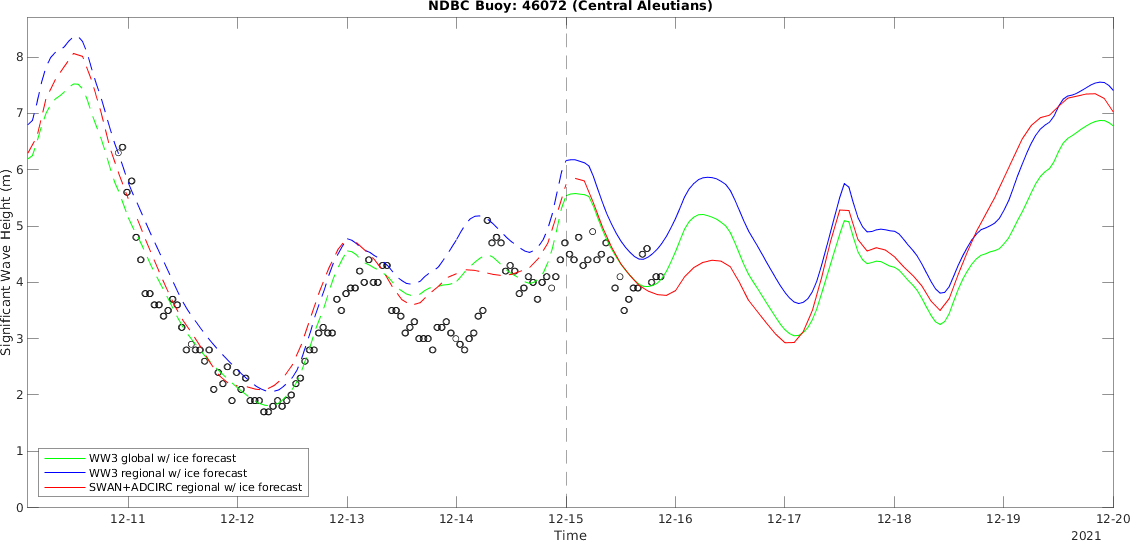 NDBC Buoy: 46072 (Central Aleutians)
8
7
6
5
4
3
2
1
0
Significant Wave Height (m)
WW3 global w/ ice forecast
WW3 regional w/ ice forecast
SWAN+ADCIRC regional w/ ice forecast
12-11 12-12 12-13 12-14 12-15 12-16 12-17 12-18 12-19 12-20
Time
2021